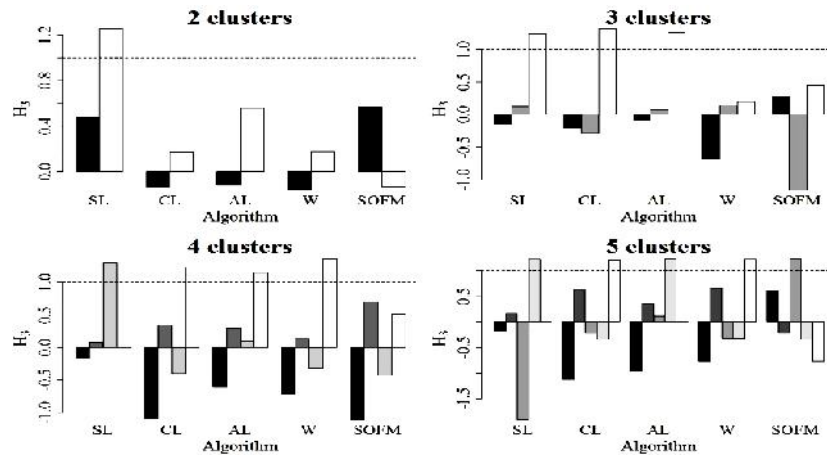 2 clusters
H3
1.2
0.8
0.4
0.0
SL CL AL W SOFM
Algorithm
3 clusters
H3
1.0
0.5
0.0
-0.5
-1.0
SL CL AL W SOFM
Algorithm
4 clusters
H3
1.0
0.5
0.0
-0.5
-1.0
SL CL AL W SOFM
Algorithm
5 clusters
H3
0.5
-0.5
-1.5
SL CL AL W SOFM
Algorithm